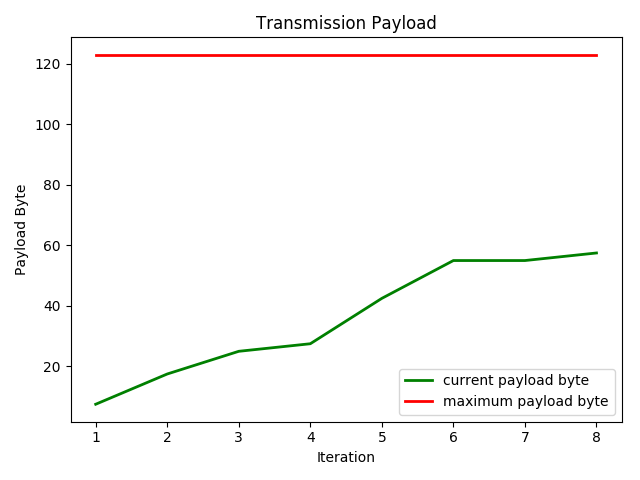 Transmission Payload
Payload Byte
120
100
80
60
40
20
1 2 3 4 5 6 7 8
Iteration
current payload byte
maximum payload byte